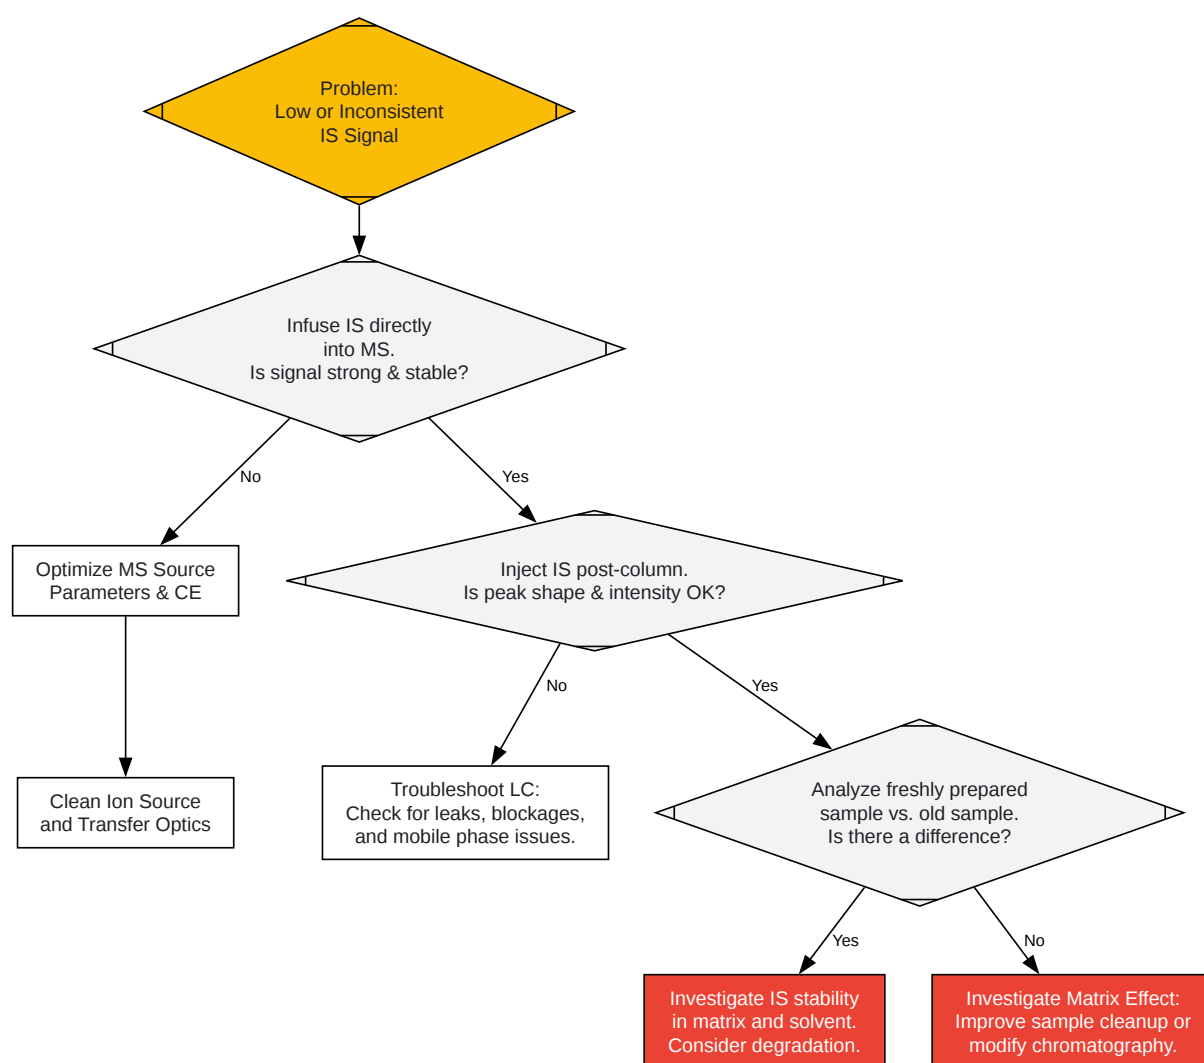 Problem:
Low or Inconsistent
IS Signal
Infuse IS directly
into MS.
Is signal strong & stable?
No
Yes
Optimize MS Source
Parameters & CE
Inject IS post-column.
Is peak shape & intensity OK?
No
Yes
Clean Ion Source
and Transfer Optics
Troubleshoot LC:
Check for leaks, blockages,
and mobile phase issues.
Analyze freshly prepared
sample vs. old sample.
Is there a difference?
Yes
No
Investigate IS stability
in matrix and solvent.
Consider degradation.
Investigate Matrix Effect:
Improve sample cleanup or
modify chromatography.